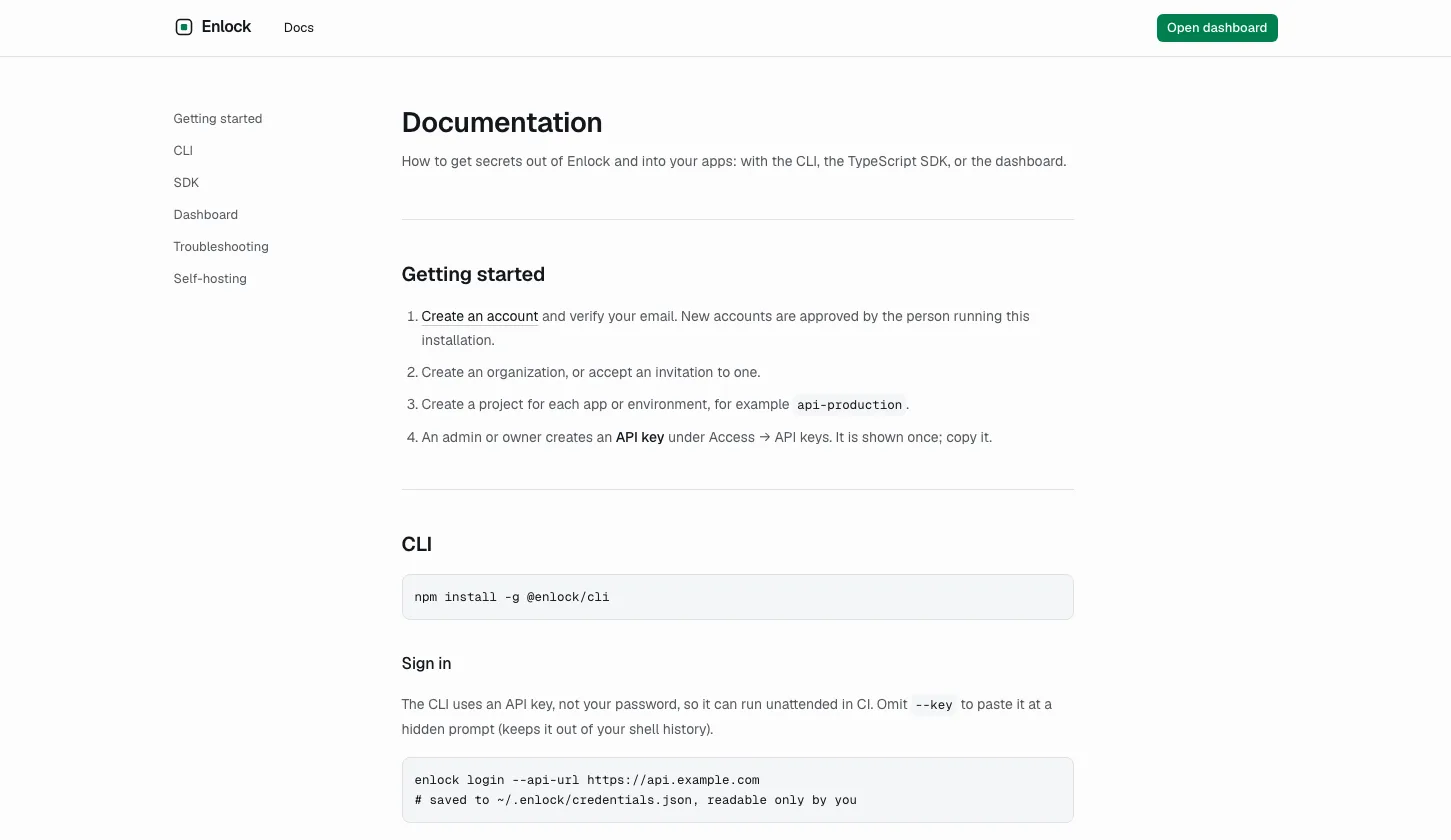 Enlock
Docs
Open dashboard
Getting started
CLI
SDK
Dashboard
Troubleshooting
Self-hosting
Documentation
How to get secrets out of Enlock and into your apps: with the CLI, the TypeScript SDK, or the dashboard.
Getting started
1. Create an account and verify your email. New accounts are approved by the person running this
installation.
2. Create an organization, or accept an invitation to one.
3. Create a project for each app or environment, for example api-production.
4. An admin or owner creates an API key under Access → API keys. It is shown once; copy it.
CLI
npm install -g @enlock/cli
Sign in
The CLI uses an API key, not your password, so it can run unattended in CI. Omit --key to paste it at a
hidden prompt (keeps it out of your shell history).
enlock login --api-url https://api.example.com
# saved to ~/.enlock/credentials.json, readable only by you